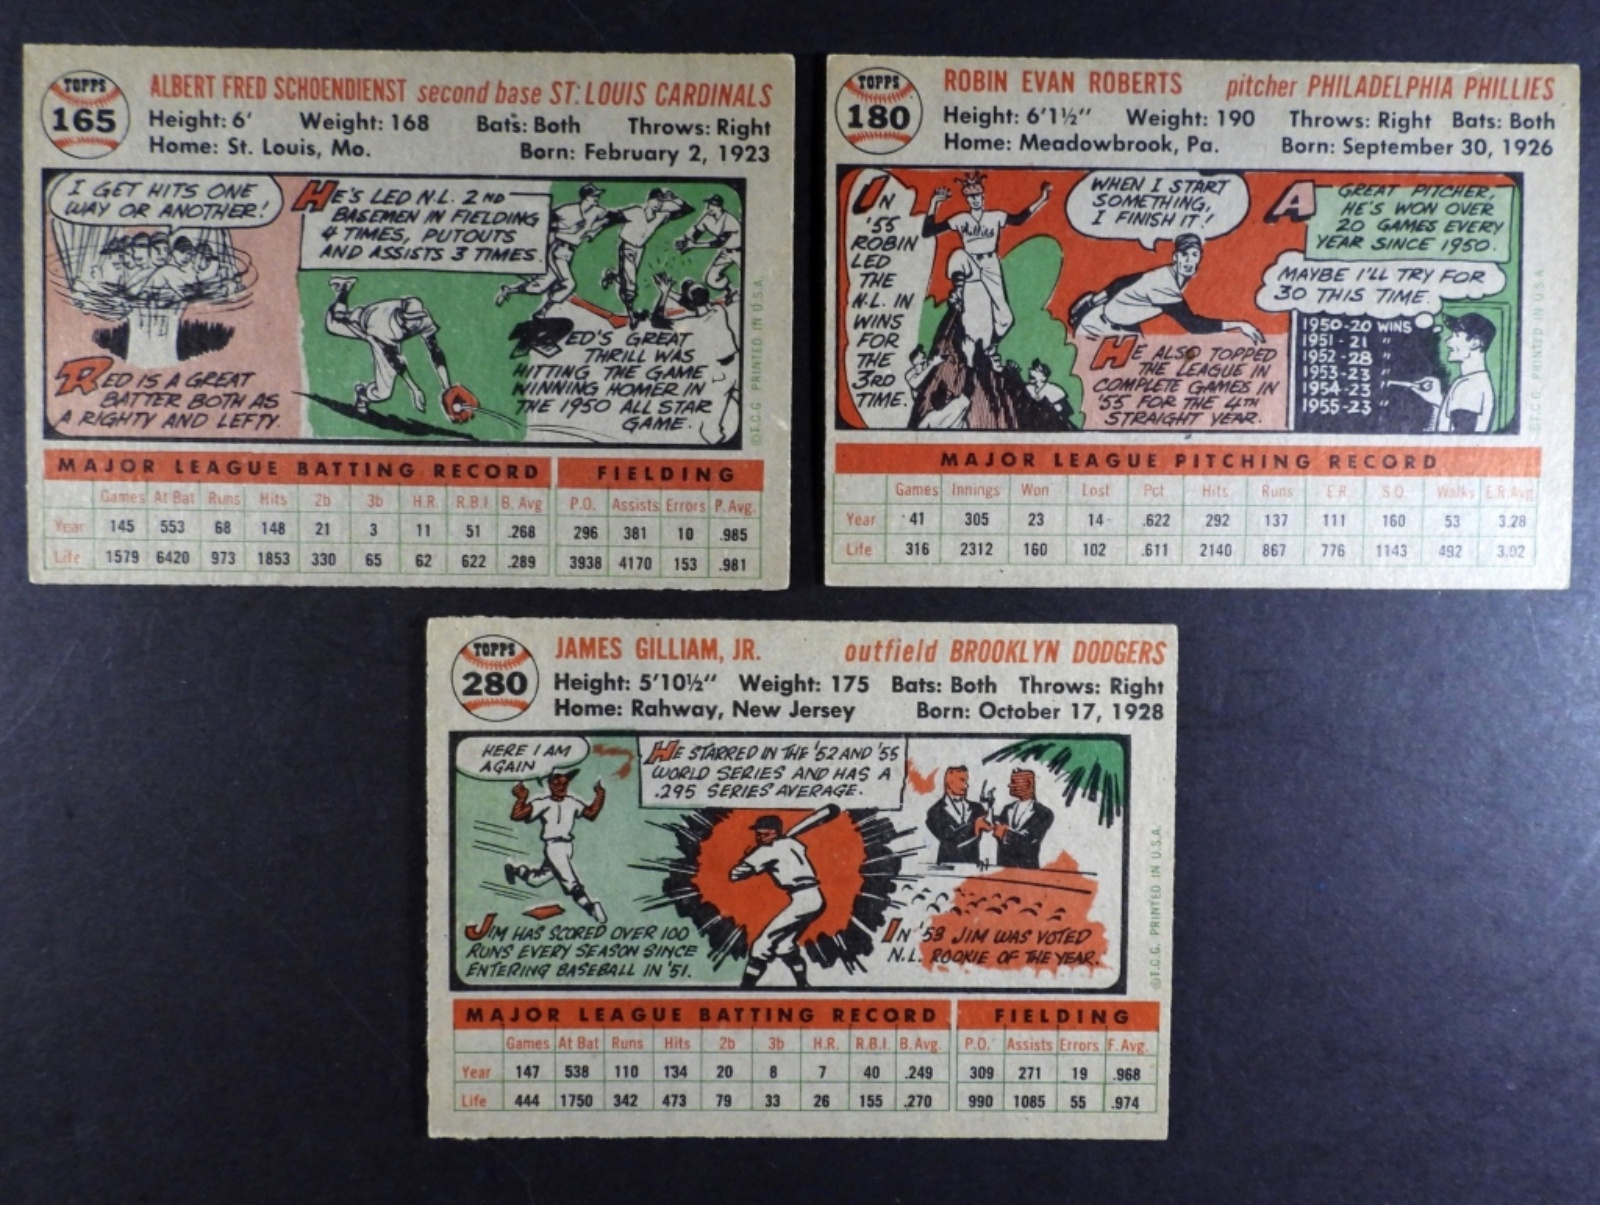 TOPPS
165
ALBERT FRED SCHOENDIENST second base ST. LOUIS CARDINALS
Height: 6' Weight: 168 Bats: Both Throws: Right
Home: St. Louis, Mo. Born: February 2, 1923
I GET HITS ONE
WAY OR ANOTHER!
RED IS A GREAT
BATTER BOTH AS
A RIGHTY AND LEFTY.
HE'S LED N.L. 2ND
BASEMEN IN FIELDING
4 TIMES, PUTOUTS
AND ASSISTS 3 TIMES.
RED'S GREAT
THRILL WAS
HITTING THE GAME
WINNING HOMER IN
THE 1950 ALL STAR
GAME.
©T.C.G. PRINTED IN U.S.A.
MAJOR LEAGUE BATTING RECORD FIELDING
Games At Bat Runs Hits 2b 3b H.R. R.B.I. B. Avg P.O. Assists Errors F. Avg.
Year 145 553 68 148 21 3 11 51 .268 296 381 10 .985
Life 1579 6420 973 1853 330 65 62 622 .289 3938 4170 153 .981
TOPPS
180
ROBIN EVAN ROBERTS pitcher PHILADELPHIA PHILLIES
Height: 6'1½" Weight: 190 Throws: Right Bats: Both
Home: Meadowbrook, Pa. Born: September 30, 1926
IN
'55
ROBIN
LED
THE
N.L. IN
WINS
FOR
THE
3RD
TIME.
Phillies
WHEN I START
SOMETHING,
I FINISH IT!
HE ALSO TOPPED
THE LEAGUE IN
COMPLETE GAMES IN
'55 FOR THE 4TH
STRAIGHT YEAR.
A GREAT PITCHER,
HE'S WON OVER
20 GAMES EVERY
YEAR SINCE 1950.
MAYBE I'LL TRY FOR
30 THIS TIME.
1950-20 WINS
1951-21 "
1952-28 "
1953-23 "
1954-23 "
1955-23 "
©T.C.G. PRINTED IN U.S.A.
MAJOR LEAGUE PITCHING RECORD
Games Innings Won Lost Pct. Hits Runs E.R. S.O. Walks E.R.Avg.
Year 41 305 23 14 .622 292 137 111 160 53 3.28
Life 316 2312 160 102 .611 2140 867 776 1143 492 3.02
TOPPS
280
JAMES GILLIAM, JR. outfield BROOKLYN DODGERS
Height: 5'10½" Weight: 175 Bats: Both Throws: Right
Home: Rahway, New Jersey Born: October 17, 1928
HERE I AM
AGAIN
JIM HAS SCORED OVER 100
RUNS EVERY SEASON SINCE
ENTERING BASEBALL IN '51.
HE STARRED IN THE '52 AND '55
WORLD SERIES AND HAS A
.295 SERIES AVERAGE.
IN '53 JIM WAS VOTED
N.L. ROOKIE OF THE YEAR.
©T.C.G. PRINTED IN U.S.A.
MAJOR LEAGUE BATTING RECORD FIELDING
Games At Bat Runs Hits 2b 3b H.R. R.B.I. B. Avg. P.O. Assists Errors F. Avg.
Year 147 538 110 134 20 8 7 40 .249 309 271 19 .968
Life 444 1750 342 473 79 33 26 155 .270 990 1085 55 .974